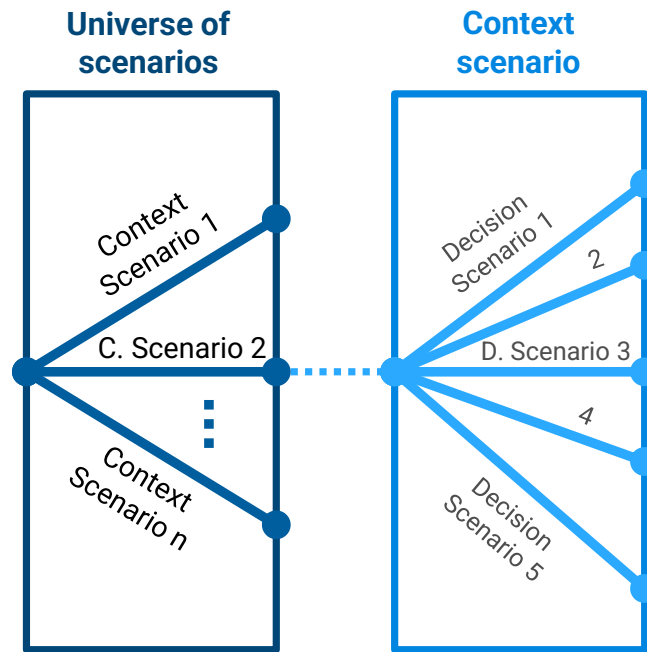 Universe of
scenarios
Context
scenario
Context
Scenario 1
C. Scenario 2
Context
Scenario n
Decision
Scenario 1
2
D. Scenario 3
4
Decision
Scenario 5